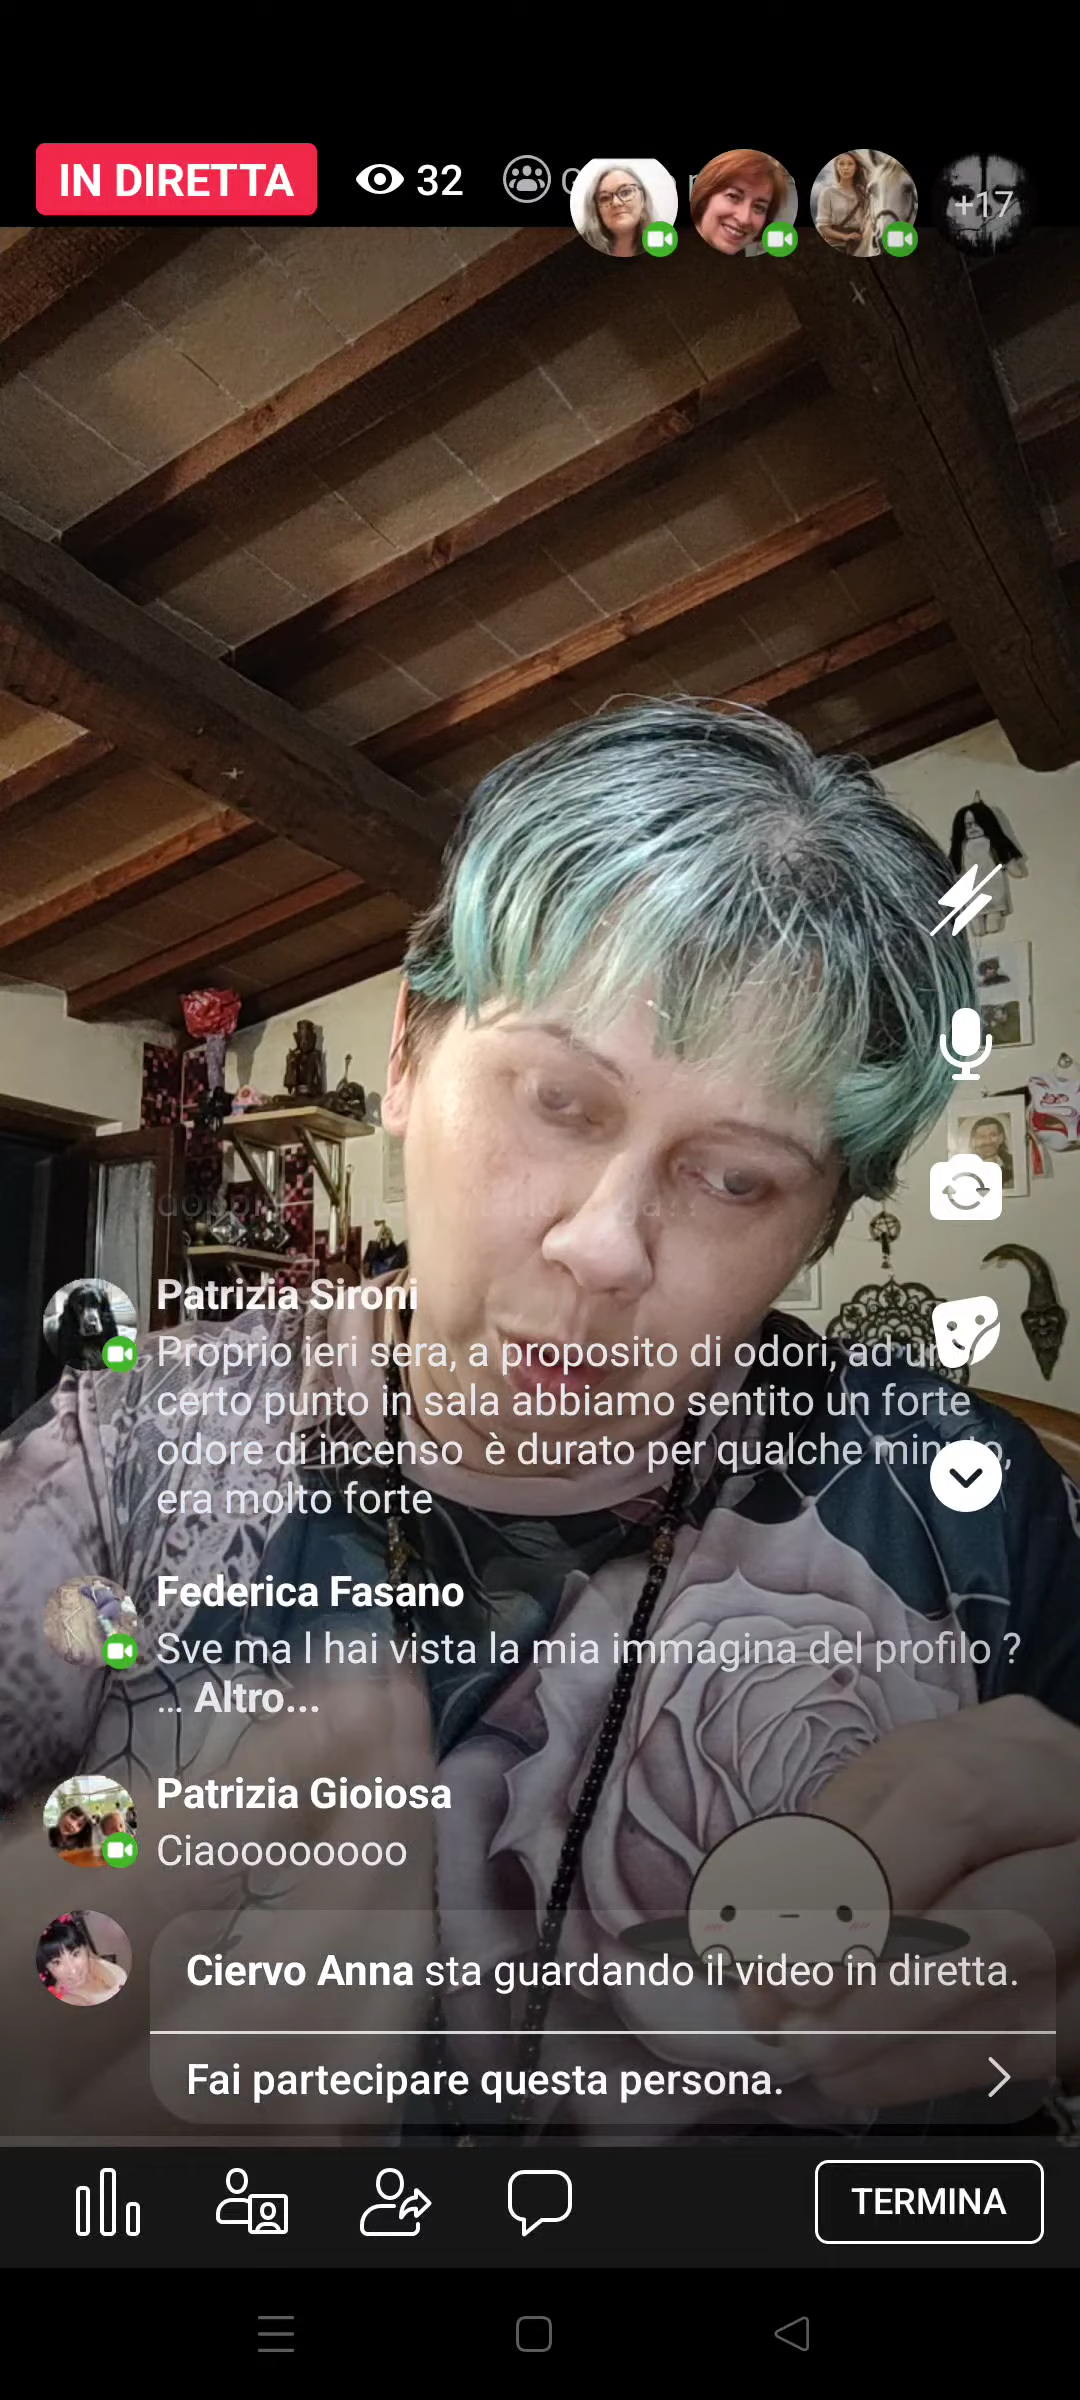 IN DIRETTA
32
+17
Patrizia Sironi
Proprio ieri sera, a proposito di odori, ad un
certo punto in sala abbiamo sentito un forte
odore di incenso è durato per qualche minuto,
era molto forte
Federica Fasano
Sve ma l hai vista la mia immagina del profilo ?
... Altro...
Patrizia Gioiosa
Ciaoooooooo
Ciervo Anna sta guardando il video in diretta.
Fai partecipare questa persona.
TERMINA